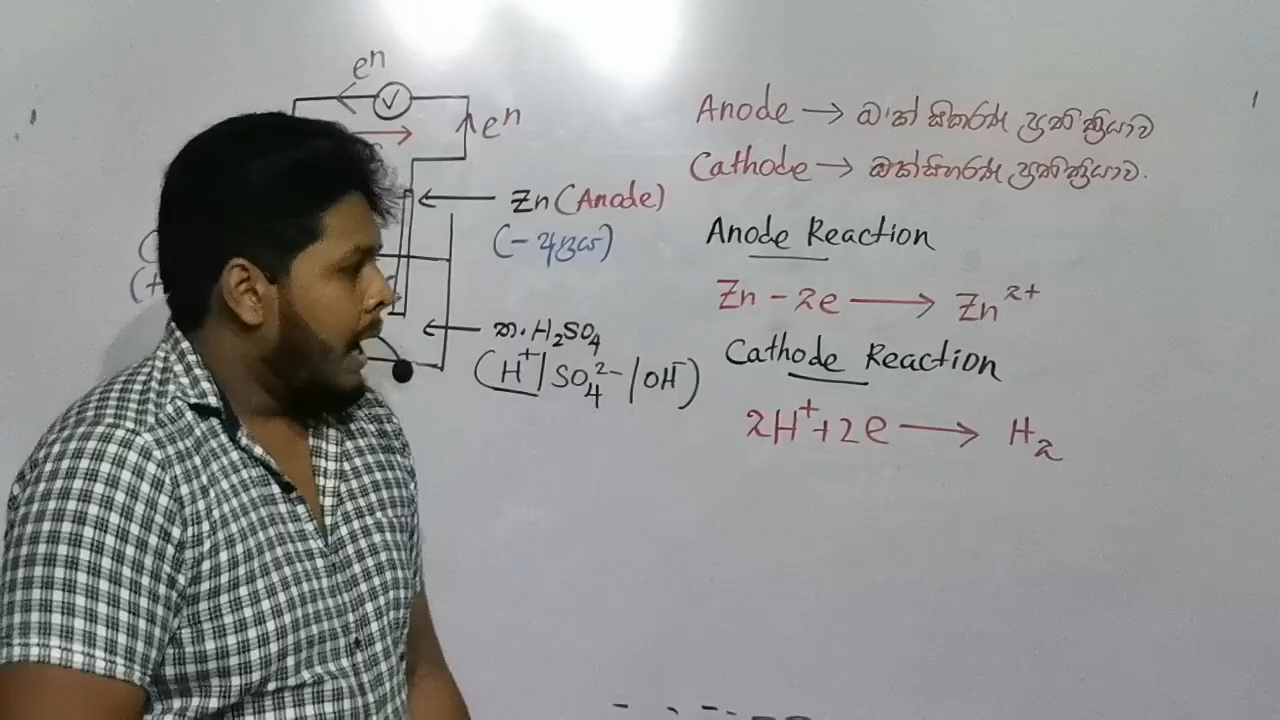 eⁿ
V
eⁿ
Zn (Anode)
(- අග්‍රය)
ත. H₂SO₄
(H⁺/SO₄²⁻/OH⁻)
Anode → ඔක්සිකරණ ප්‍රතික්‍රියාව
Cathode → ඔක්සිහරණ ප්‍රතික්‍රියාව.
Anode Reaction
Zn - 2e → Zn²⁺
Cathode Reaction
2H⁺+2e → H₂